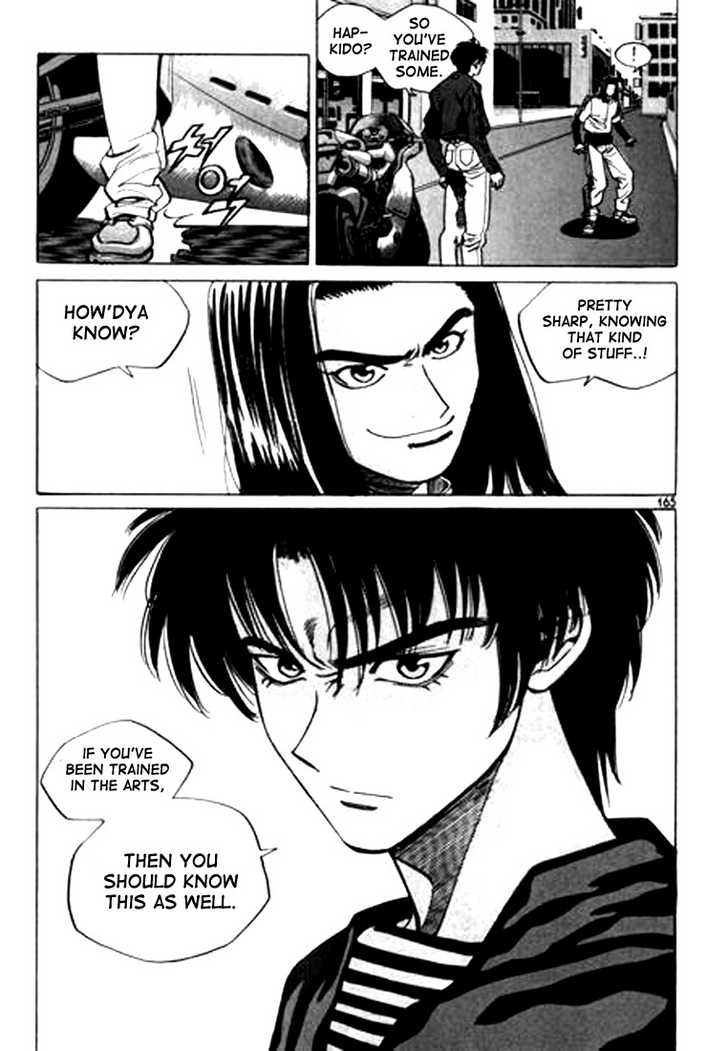 HAP-
KIDO?
SO
YOU'VE
TRAINED
SOME.
!
HOW'DYA
KNOW?
PRETTY
SHARP, KNOWING
THAT KIND
OF STUFF..!
165
IF YOU'VE
BEEN TRAINED
IN THE ARTS,
THEN YOU
SHOULD KNOW
THIS AS WELL.